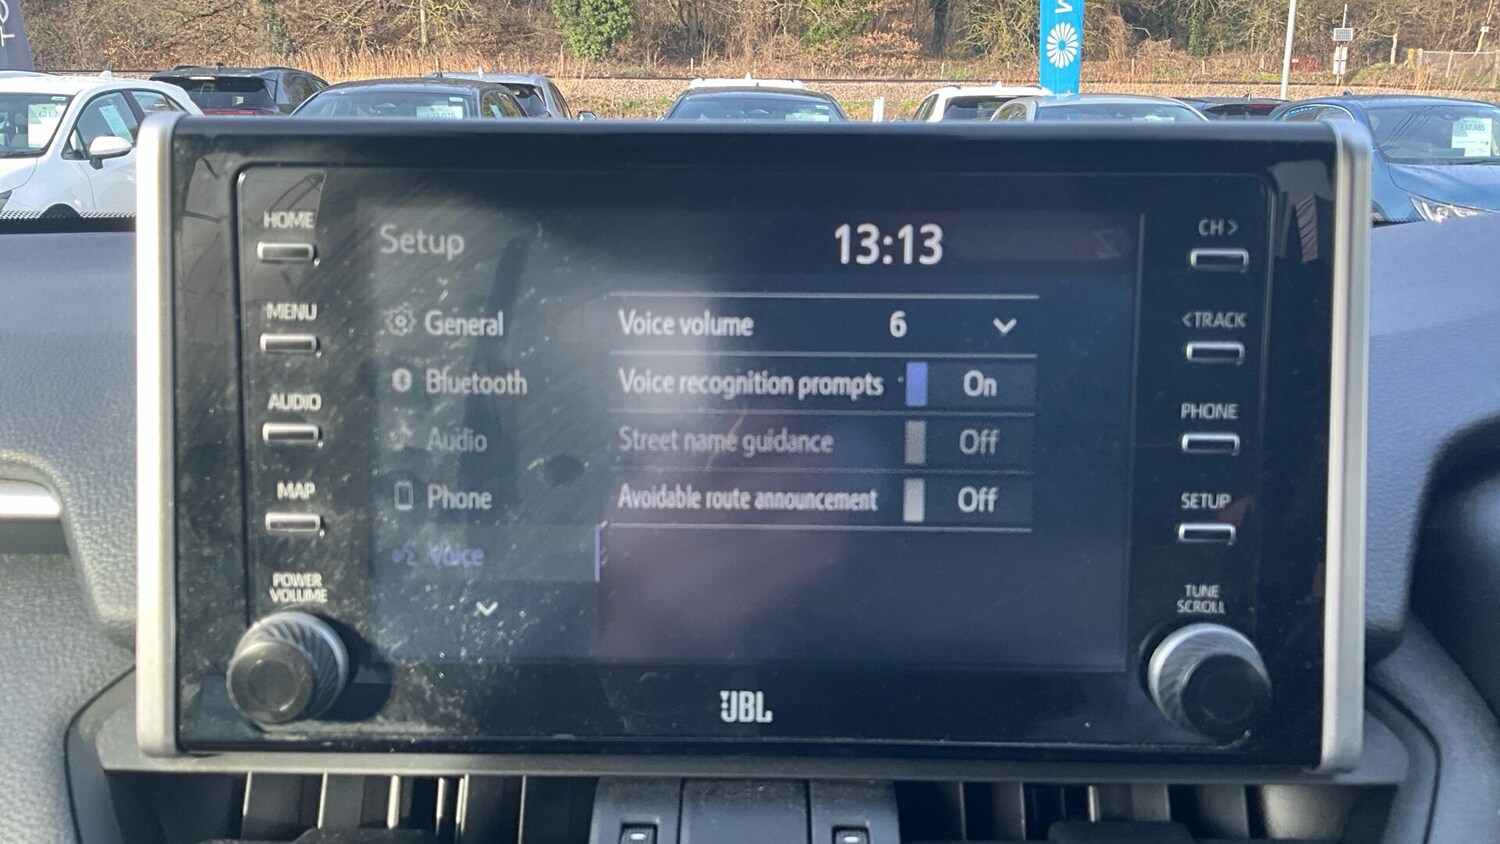 HOME
MENU
AUDIO
MAP
POWER
VOLUME
Setup
13:13
General
Bluetooth
Audio
Phone
Voice
Voice volume 6
Voice recognition prompts On
Street name guidance Off
Avoidable route announcement Off
JBL
CH >
< TRACK
PHONE
SETUP
TUNE
SCROLL